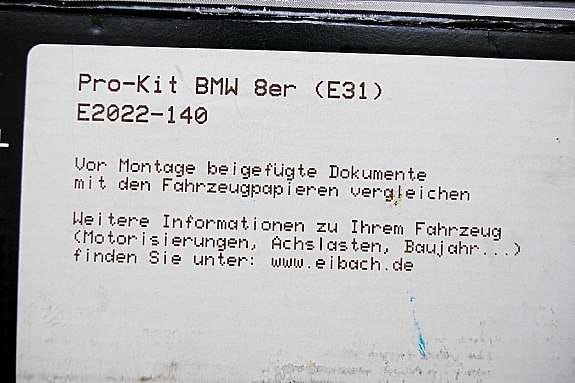 Pro-Kit BMW 8er (E31)
E2022-140
Vor Montage beigefügte Dokumente
mit den Fahrzeugpapieren vergleichen
Weitere Informationen zu Ihrem Fahrzeug
(Motorisierungen, Achslasten, Baujahr...)
finden Sie unter: www.eibach.de